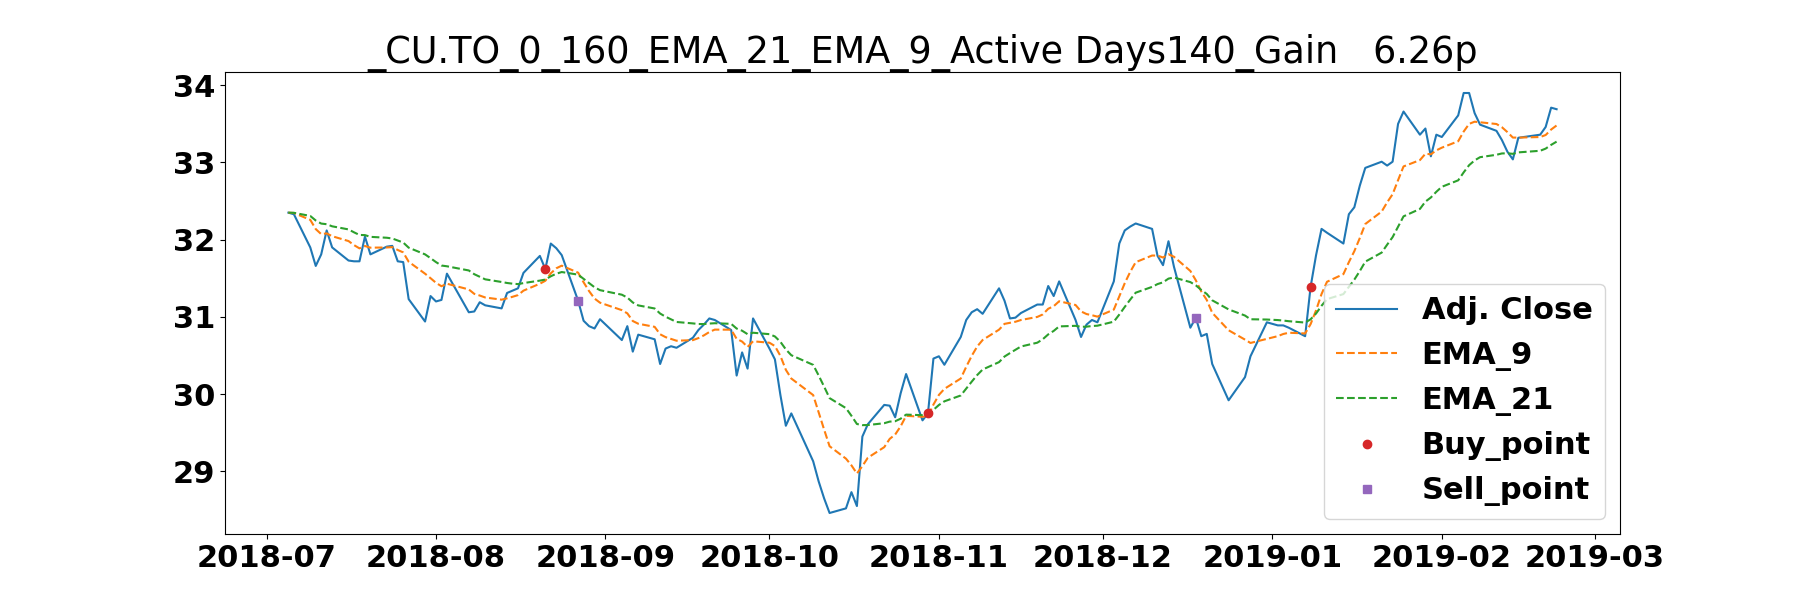 _CU.TO_0_160_EMA_21_EMA_9_Active Days140_Gain   6.26p
34
33
32
31
30
29
Adj. Close
EMA_9
EMA_21
Buy_point
Sell_point
2018-07 2018-08 2018-09 2018-10 2018-11 2018-12 2019-01 2019-02 2019-03